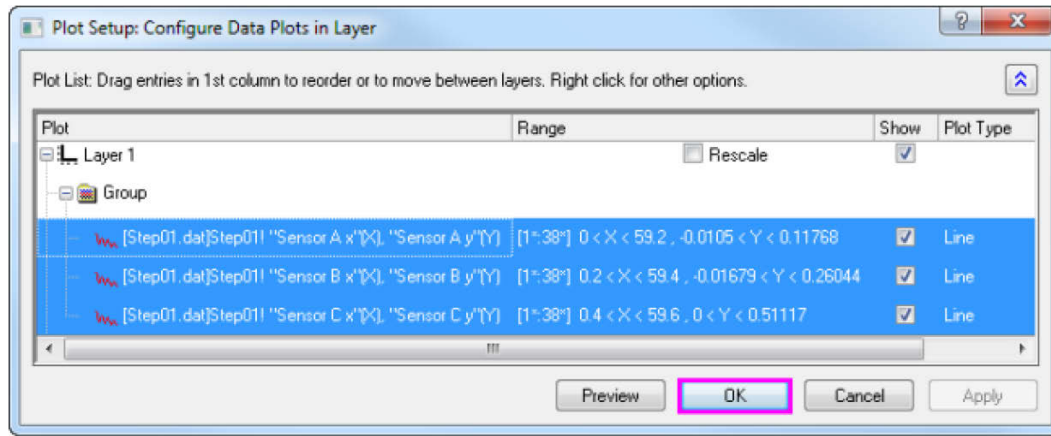 Plot Setup: Configure Data Plots in Layer
Plot List: Drag entries in 1st column to reorder or to move between layers. Right click for other options.
Plot Range Show Plot Type
Layer 1 Rescale
Group
[Step01.dat]Step01! "Sensor A x"(X), "Sensor A y"(Y) [1*:38*] 0 < X < 59.2 , -0.0105 < Y < 0.11768 Line
[Step01.dat]Step01! "Sensor B x"(X), "Sensor B y"(Y) [1*:38*] 0.2 < X < 59.4 , -0.01679 < Y < 0.26044 Line
[Step01.dat]Step01! "Sensor C x"(X), "Sensor C y"(Y) [1*:38*] 0.4 < X < 59.6 , 0 < Y < 0.51117 Line
Preview OK Cancel Apply